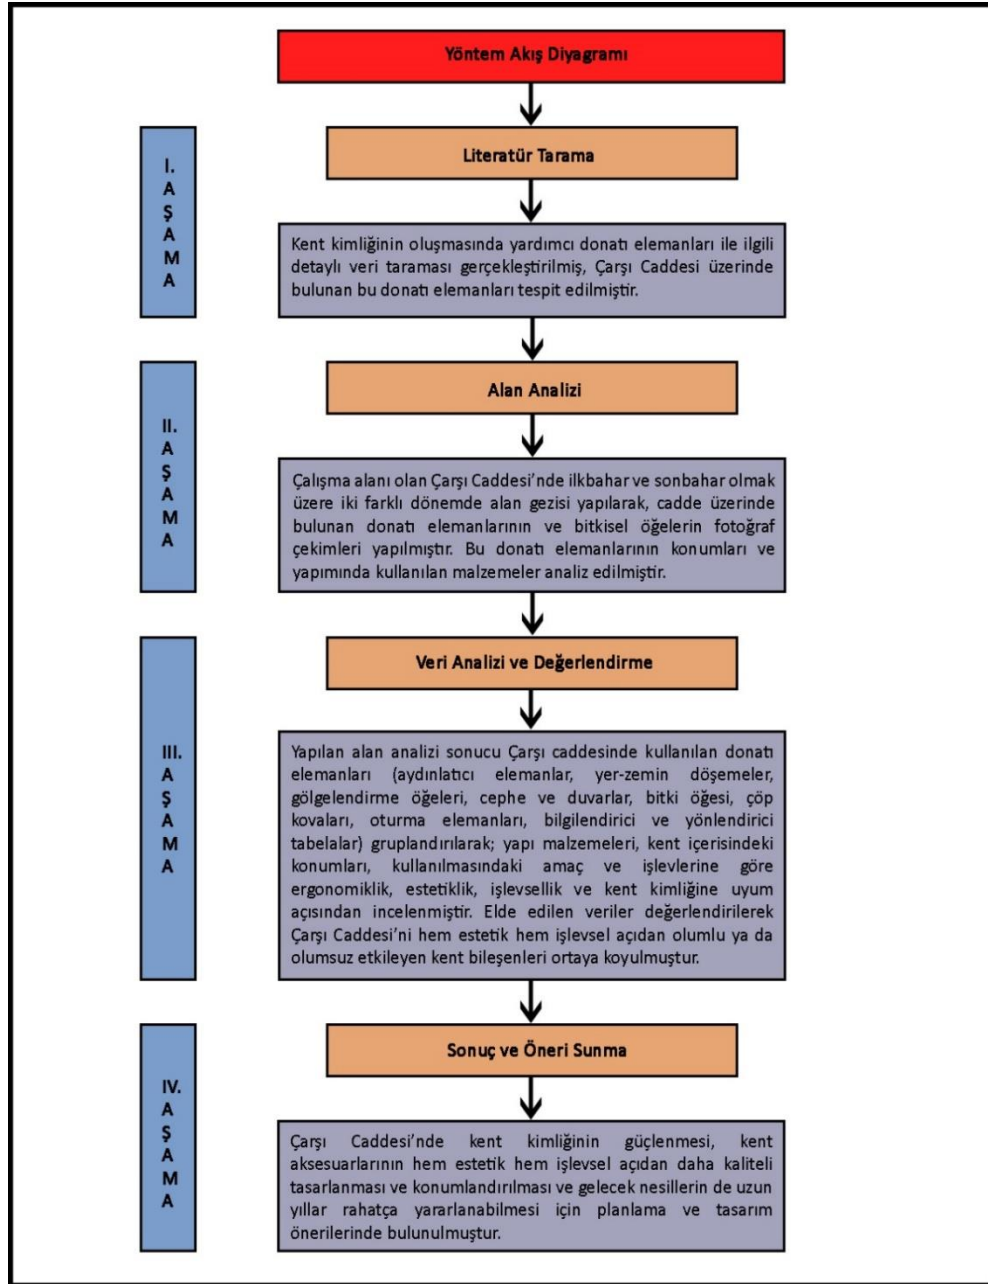 Yöntem Akış Diyagramı
I.
A
Ş
A
M
A
Literatür Tarama
Kent kimliğinin oluşmasında yardımcı donatı elemanları ile ilgili
detaylı veri taraması gerçekleştirilmiş, Çarşı Caddesi üzerinde
bulunan bu donatı elemanları tespit edilmiştir.
II.
A
Ş
A
M
A
Alan Analizi
Çalışma alanı olan Çarşı Caddesi’nde ilkbahar ve sonbahar olmak
üzere iki farklı dönemde alan gezisi yapılarak, cadde üzerinde
bulunan donatı elemanlarının ve bitkisel öğelerin fotoğraf
çekimleri yapılmıştır. Bu donatı elemanlarının konumları ve
yapımında kullanılan malzemeler analiz edilmiştir.
III.
A
Ş
A
M
A
Veri Analizi ve Değerlendirme
Yapılan alan analizi sonucu Çarşı caddesinde kullanılan donatı
elemanları (aydınlatıcı elemanlar, yer-zemin döşemeler,
gölgelendirme öğeleri, cephe ve duvarlar, bitki öğesi, çöp
kovaları, oturma elemanları, bilgilendirici ve yönlendirici
tabelalar) gruplandırılarak; yapı malzemeleri, kent içerisindeki
konumları, kullanılmasındaki amaç ve işlevlerine göre
ergonomiklik, estetiklik, işlevsellik ve kent kimliğine uyum
açısından incelenmiştir. Elde edilen veriler değerlendirilerek
Çarşı Caddesi’ni hem estetik hem işlevsel açıdan olumlu ya da
olumsuz etkileyen kent bileşenleri ortaya koyulmuştur.
IV.
A
Ş
A
M
A
Sonuç ve Öneri Sunma
Çarşı Caddesi’nde kent kimliğinin güçlenmesi, kent
aksesuarlarının hem estetik hem işlevsel açıdan daha kaliteli
tasarlanması ve konumlandırılması ve gelecek nesillerin de uzun
yıllar rahatça yararlanabilmesi için planlama ve tasarım
önerilerinde bulunulmuştur.